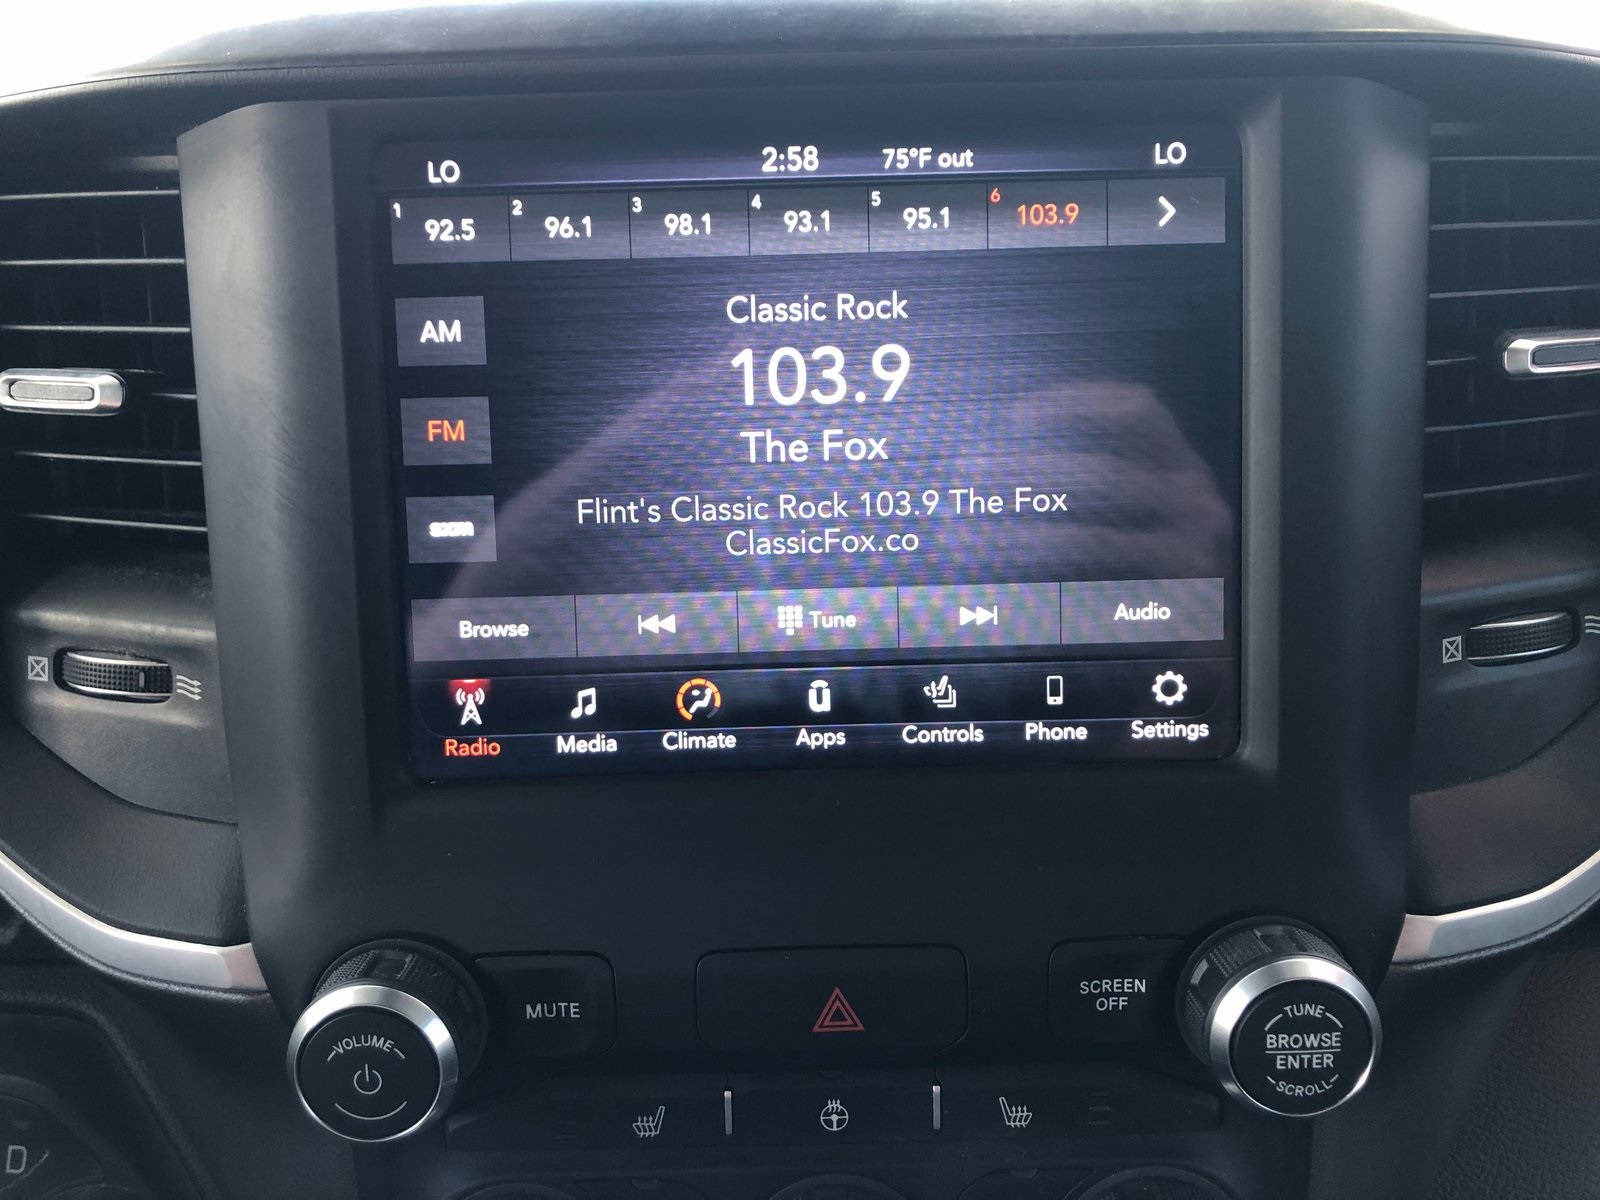 LO 2:58 75°F out LO
1 92.5 2 96.1 3 98.1 4 93.1 5 95.1 6 103.9
Classic Rock
AM
103.9
FM
The Fox
Flint's Classic Rock 103.9 The Fox
ClassicFox.co
Browse Tune Audio
Radio Media Climate Apps Controls Phone Settings
MUTE
SCREEN
OFF
VOLUME
TUNE
BROWSE
ENTER
SCROLL
D